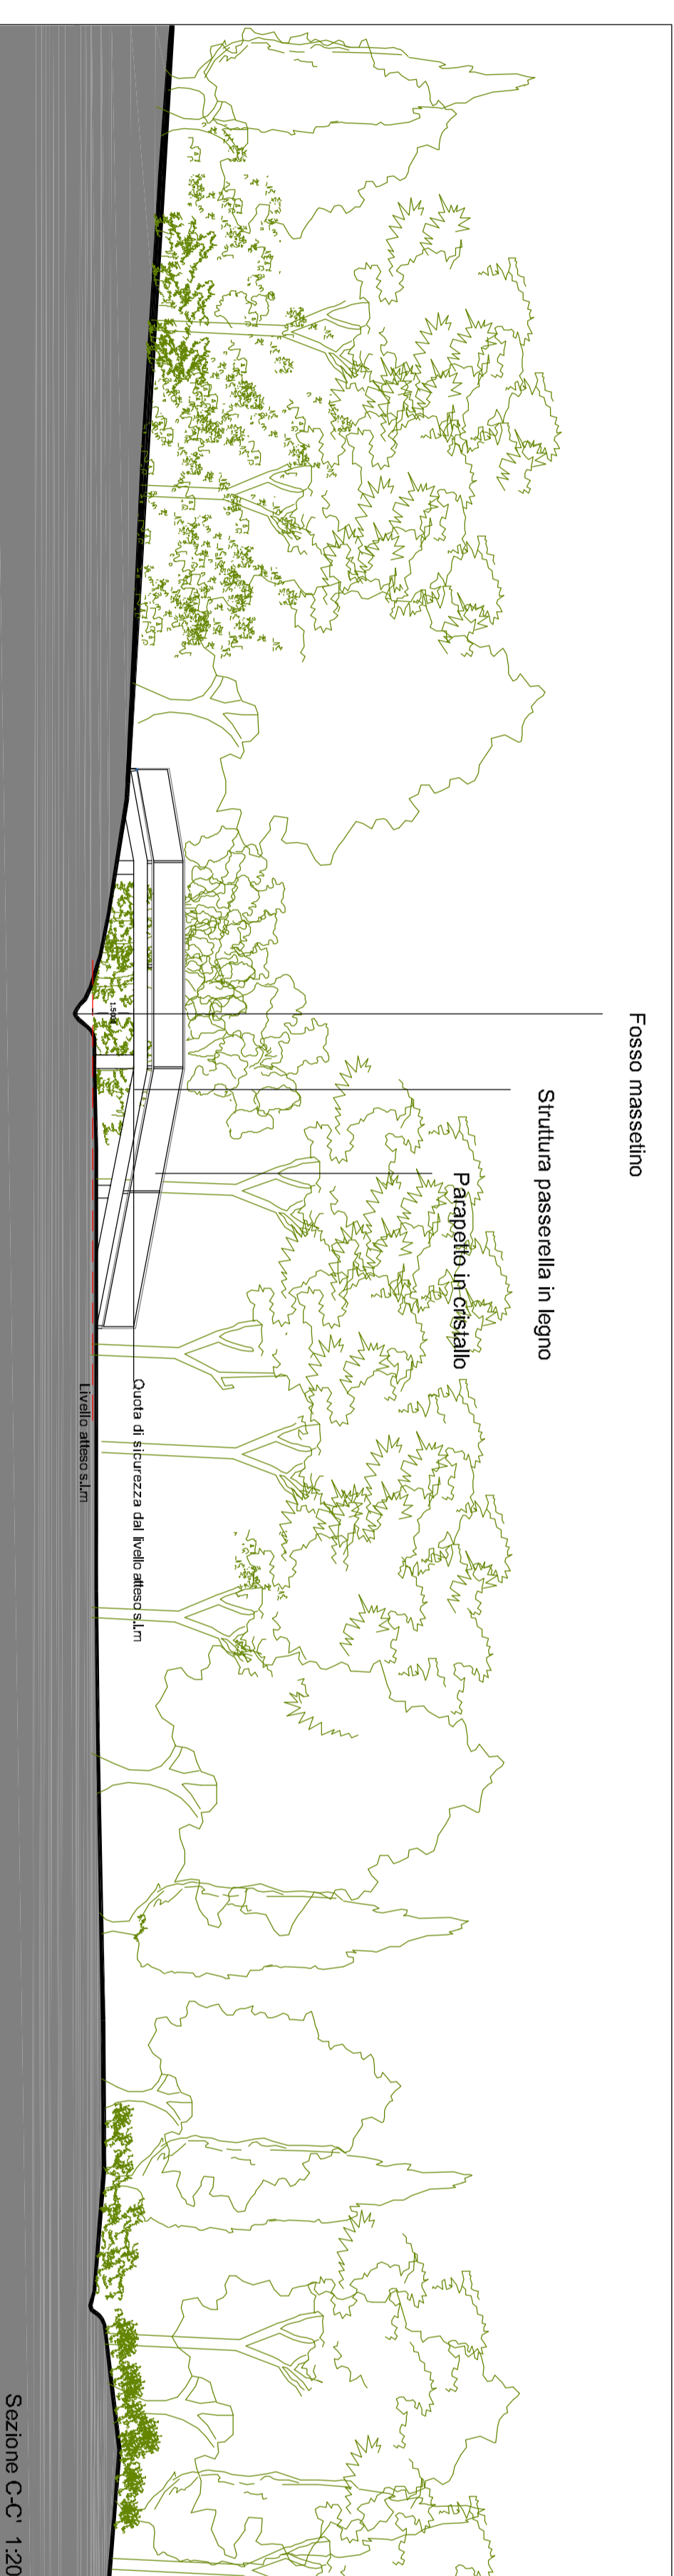 Fosso massetino
Struttura passerella in legno
Parapetto in cristallo
Quota di sicurezza dal livello atteso s.l.m
Livello atteso s.l.m
Sezione C-C' 1:20